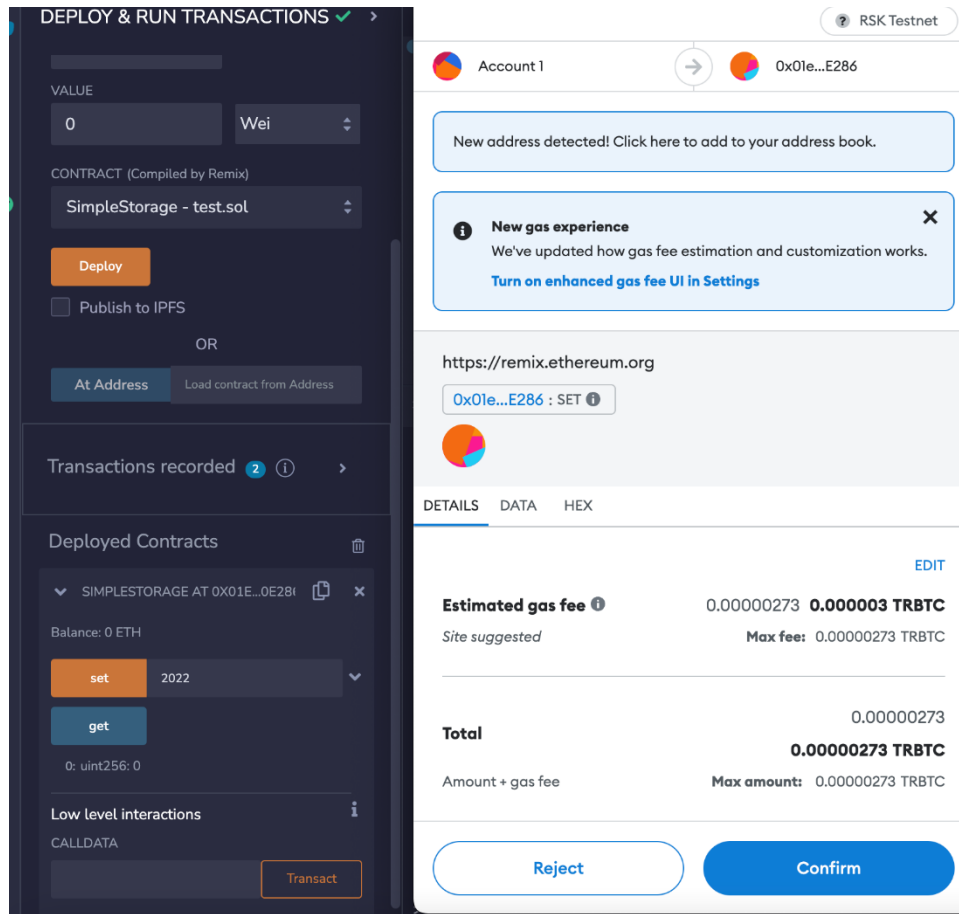 DEPLOY & RUN TRANSACTIONS
VALUE
0
Wei
CONTRACT (Compiled by Remix)
SimpleStorage - test.sol
Deploy
Publish to IPFS
OR
At Address
Load contract from Address
Transactions recorded 2
Deployed Contracts
SIMPLESTORAGE AT 0X01E...0E286
Balance: 0 ETH
set
2022
get
0: uint256: 0
Low level interactions
CALLDATA
Transact
? RSK Testnet
Account 1
0x01e...E286
New address detected! Click here to add to your address book.
New gas experience
We've updated how gas fee estimation and customization works.
Turn on enhanced gas fee UI in Settings
https://remix.ethereum.org
0x01e...E286 : SET
DETAILS DATA HEX
EDIT
Estimated gas fee 0.00000273 0.000003 TRBTC
Site suggested Max fee: 0.00000273 TRBTC
0.00000273
Total
0.00000273 TRBTC
Amount + gas fee Max amount: 0.00000273 TRBTC
Reject
Confirm